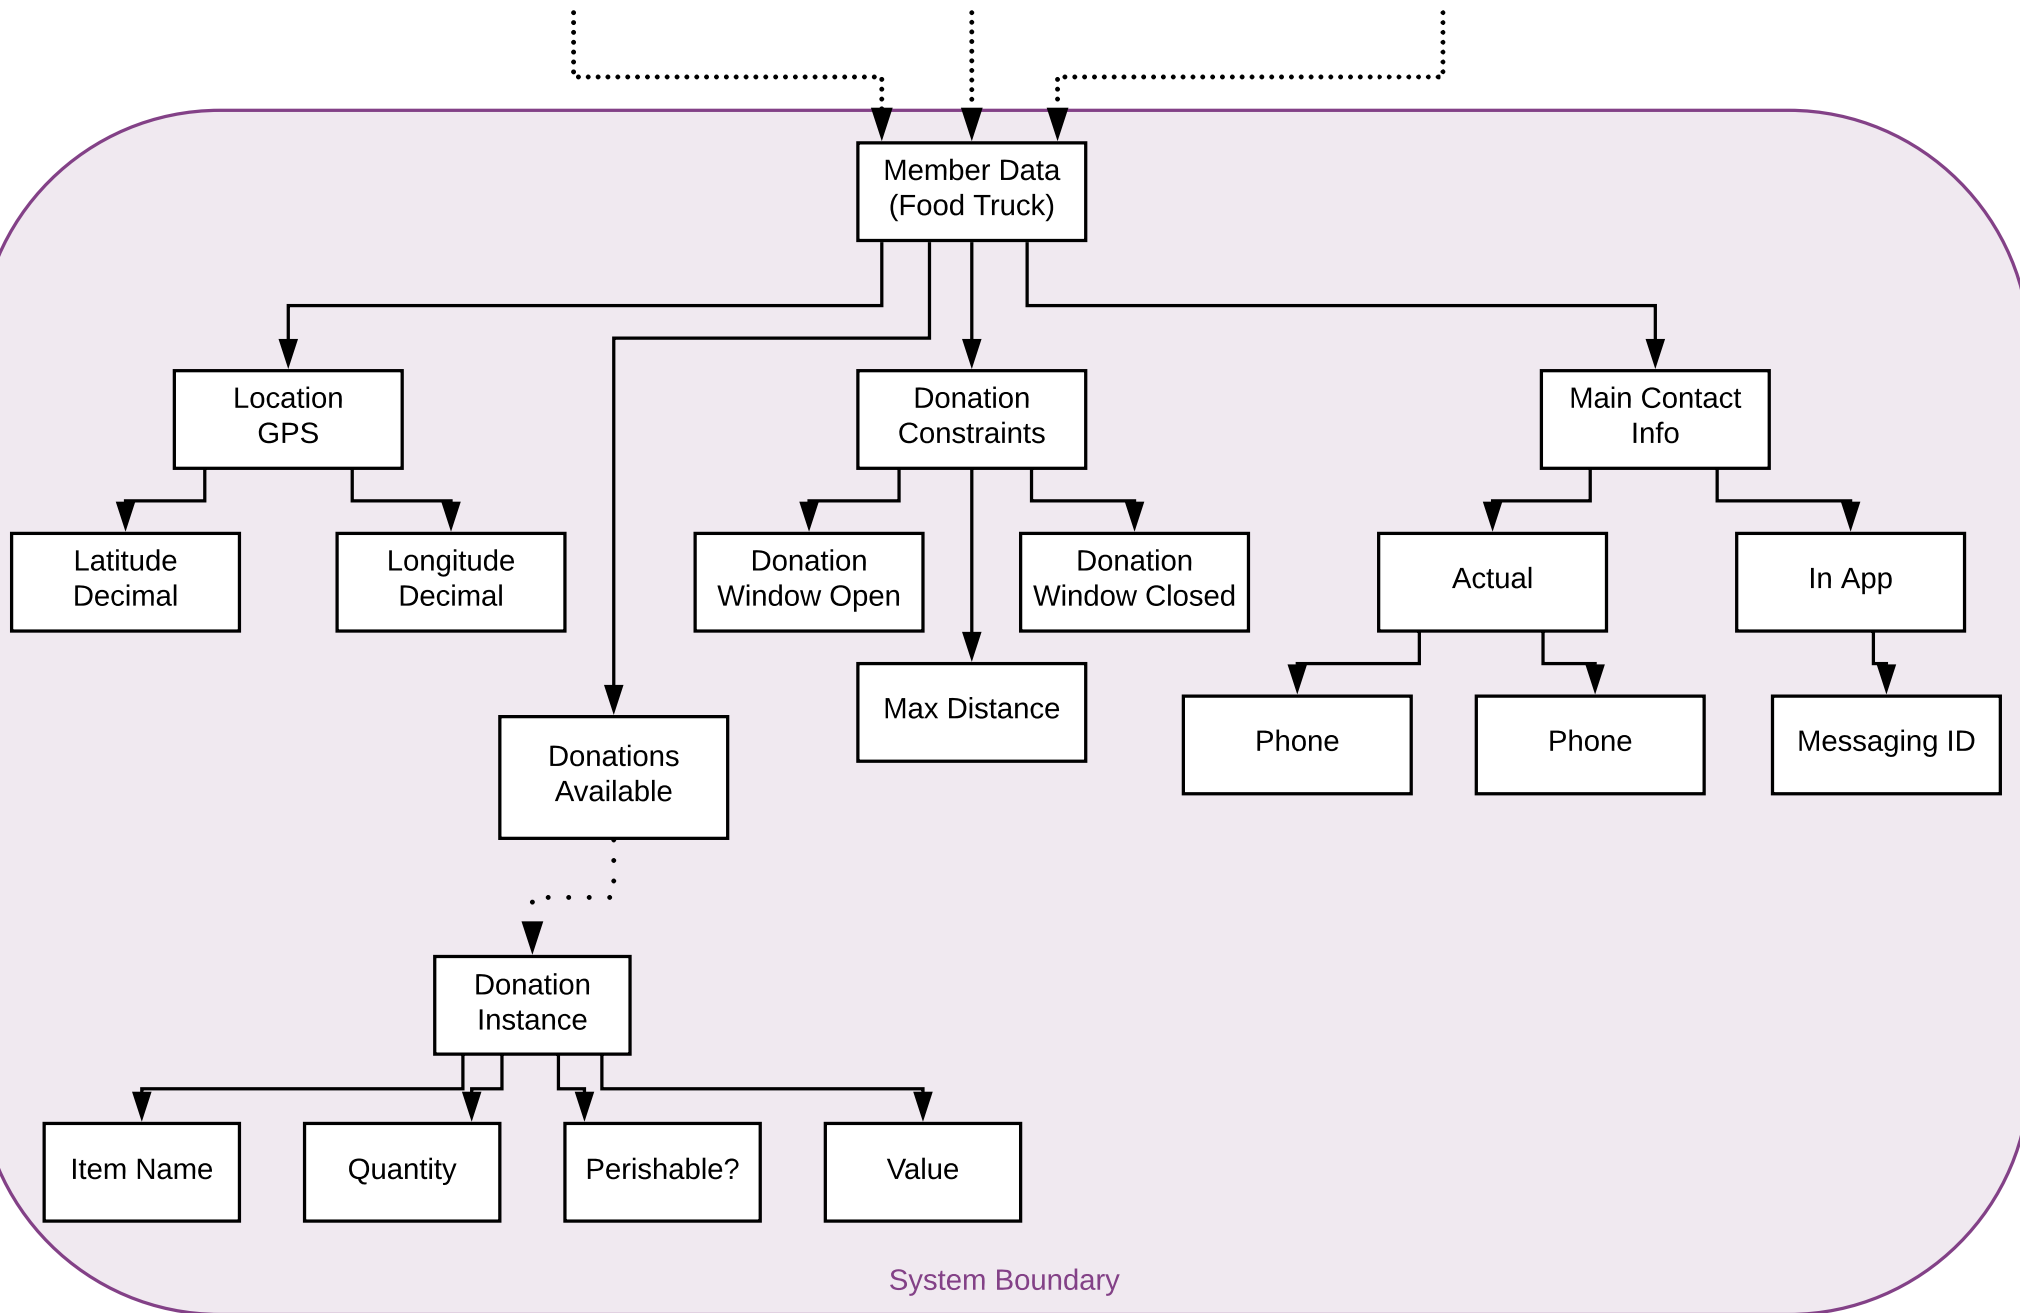 Member Data
(Food Truck)
Location
GPS
Donation
Constraints
Main Contact
Info
Latitude
Decimal
Longitude
Decimal
Donation
Window Open
Donation
Window Closed
Actual
In App
Max Distance
Phone
Phone
Messaging ID
Donations
Available
Donation
Instance
Item Name
Quantity
Perishable?
Value
System Boundary